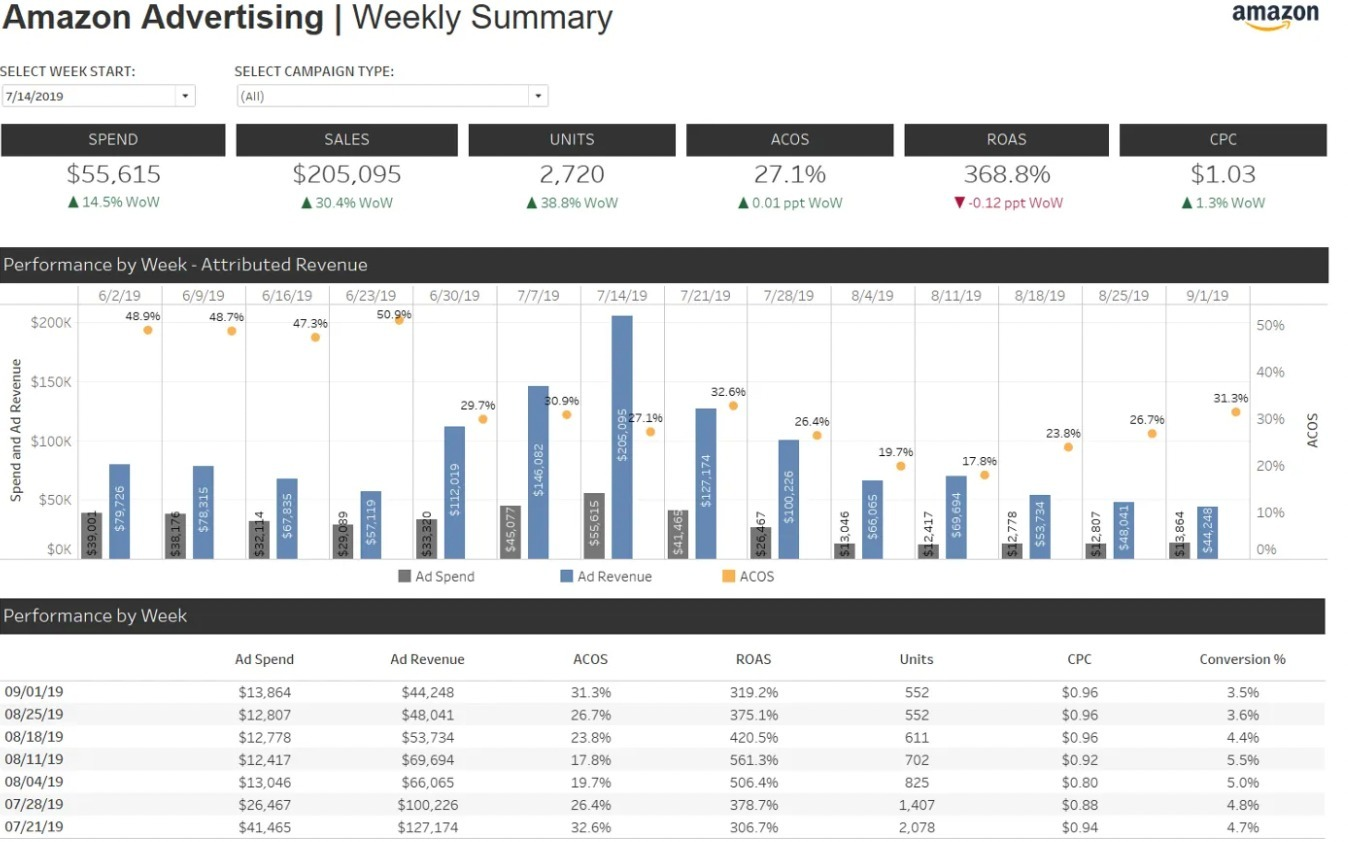 Amazon Advertising | Weekly Summary
amazon
SELECT WEEK START: SELECT CAMPAIGN TYPE:
7/14/2019 (All)
SPEND SALES UNITS ACOS ROAS CPC
$55,615 $205,095 2,720 27.1% 368.8% $1.03
▲ 14.5% WoW ▲ 30.4% WoW ▲ 38.8% WoW ▲ 0.01 ppt WoW ▼ -0.12 ppt WoW ▲ 1.3% WoW
Performance by Week - Attributed Revenue
6/2/19 6/9/19 6/16/19 6/23/19 6/30/19 7/7/19 7/14/19 7/21/19 7/28/19 8/4/19 8/11/19 8/18/19 8/25/19 9/1/19
Spend and Ad Revenue
$200K
$150K
$100K
$50K
$0K
48.9% 48.7% 47.3% 50.9% 29.7% 30.9% 27.1% 32.6% 26.4% 19.7% 17.8% 23.8% 26.7% 31.3%
$39,001 $79,726 $38,176 $78,315 $32,114 $67,835 $29,089 $57,119 $33,320 $112,019 $45,077 $146,082 $55,615 $205,095 $41,465 $127,174 $26,467 $100,226 $13,046 $66,065 $12,417 $69,694 $12,778 $53,734 $12,807 $48,041 $13,864 $44,248
50%
40%
30%
20%
10%
0%
ACOS
Ad Spend Ad Revenue ACOS
Performance by Week
Ad Spend Ad Revenue ACOS ROAS Units CPC Conversion %
09/01/19 $13,864 $44,248 31.3% 319.2% 552 $0.96 3.5%
08/25/19 $12,807 $48,041 26.7% 375.1% 552 $0.96 3.6%
08/18/19 $12,778 $53,734 23.8% 420.5% 611 $0.96 4.4%
08/11/19 $12,417 $69,694 17.8% 561.3% 702 $0.92 5.5%
08/04/19 $13,046 $66,065 19.7% 506.4% 825 $0.80 5.0%
07/28/19 $26,467 $100,226 26.4% 378.7% 1,407 $0.88 4.8%
07/21/19 $41,465 $127,174 32.6% 306.7% 2,078 $0.94 4.7%